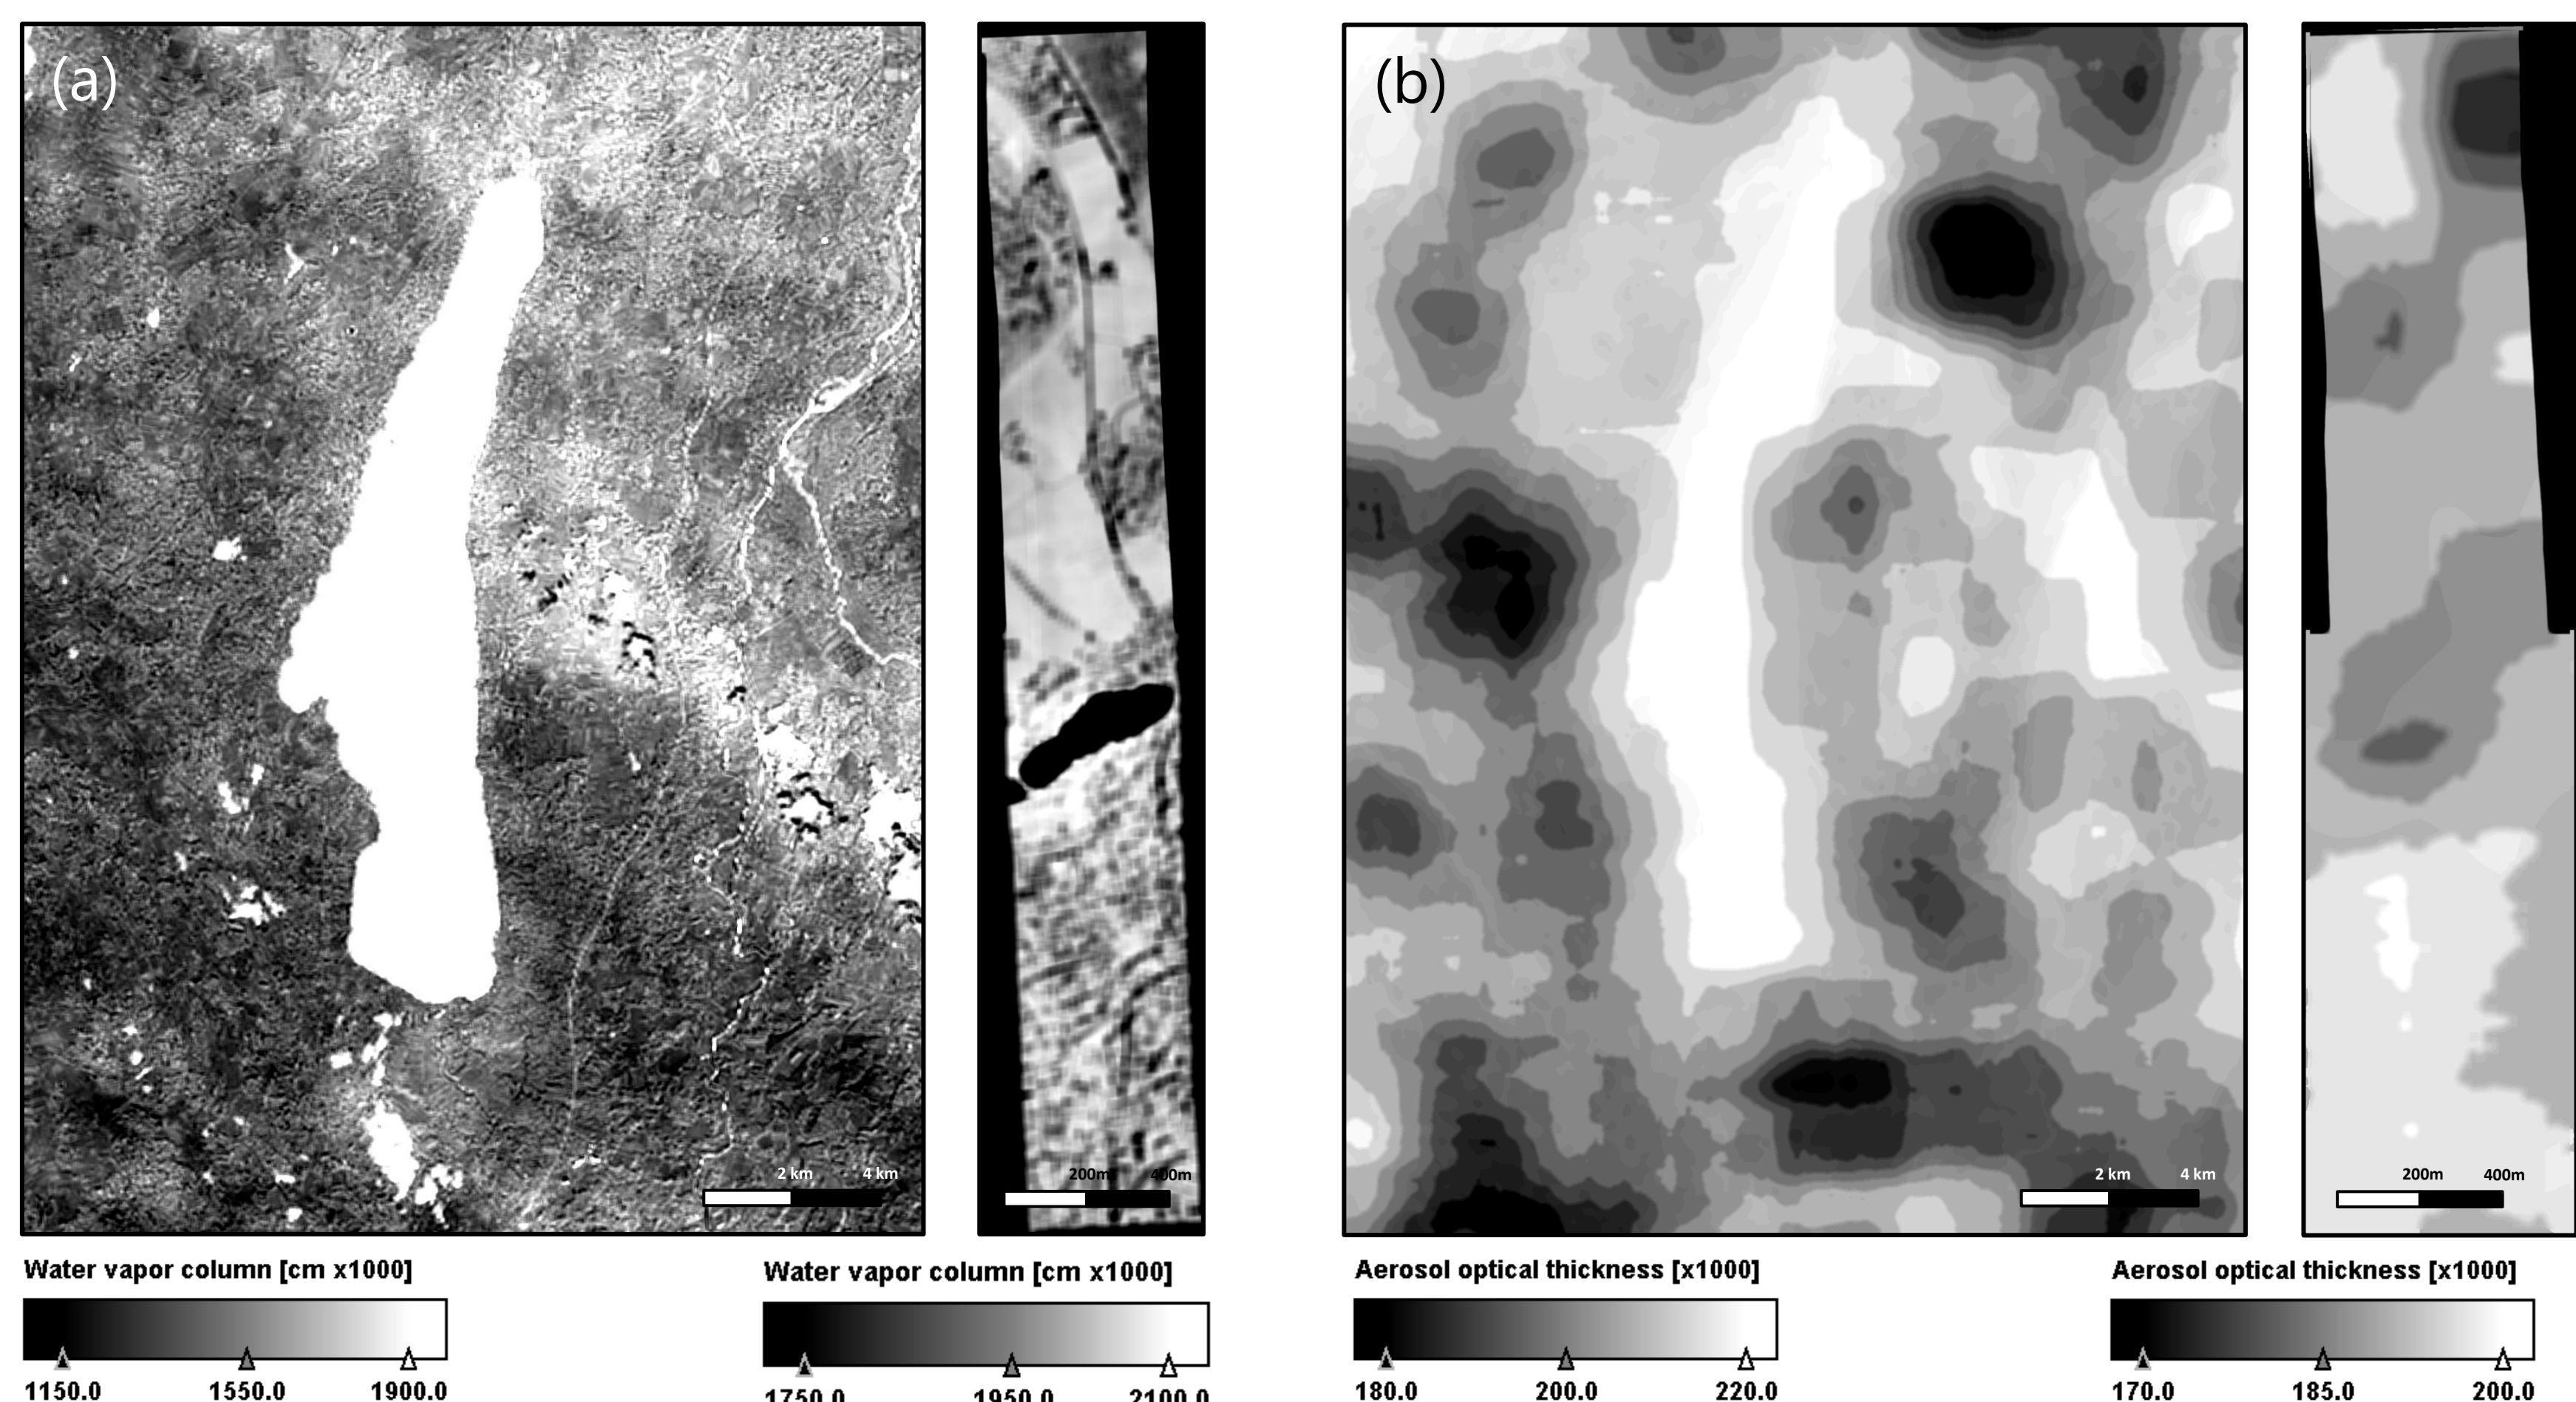 (a)
2 km 4 km
200m 400m
(b)
2 km 4 km
200m 400m
Water vapor column [cm x1000]
1150.0 1550.0 1900.0
Water vapor column [cm x1000]
1750.0 1950.0 2100.0
Aerosol optical thickness [x1000]
180.0 200.0 220.0
Aerosol optical thickness [x1000]
170.0 185.0 200.0